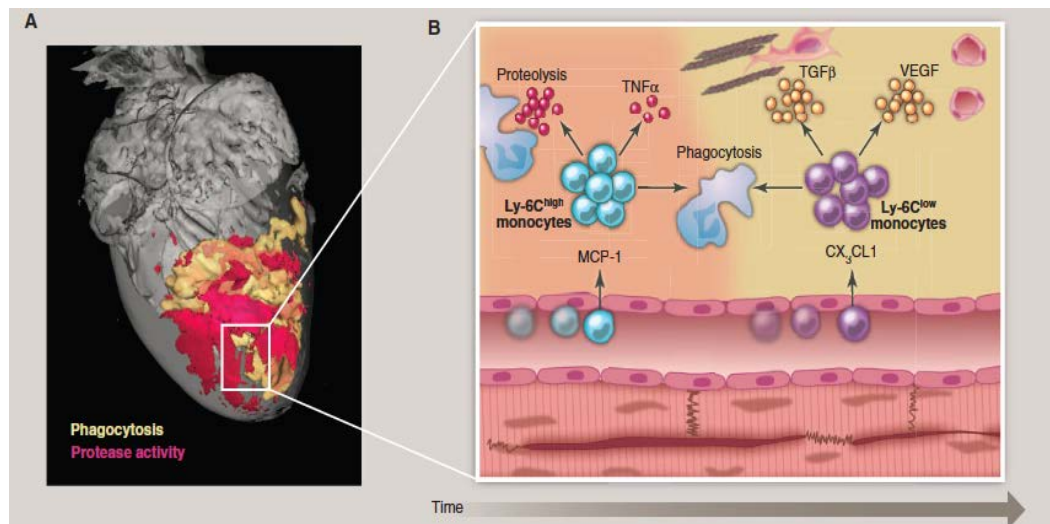 A
B
Phagocytosis
Protease activity
Proteolysis
TNFα
TGFβ
VEGF
Phagocytosis
Ly-6Chigh
monocytes
Ly-6Clow
monocytes
MCP-1
CX3CL1
Time